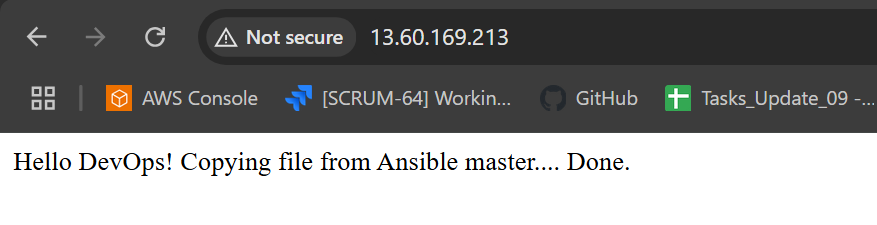 Not secure 13.60.169.213
AWS Console [SCRUM-64] Workin... GitHub Tasks_Update_09 -...
Hello DevOps! Copying file from Ansible master.... Done.